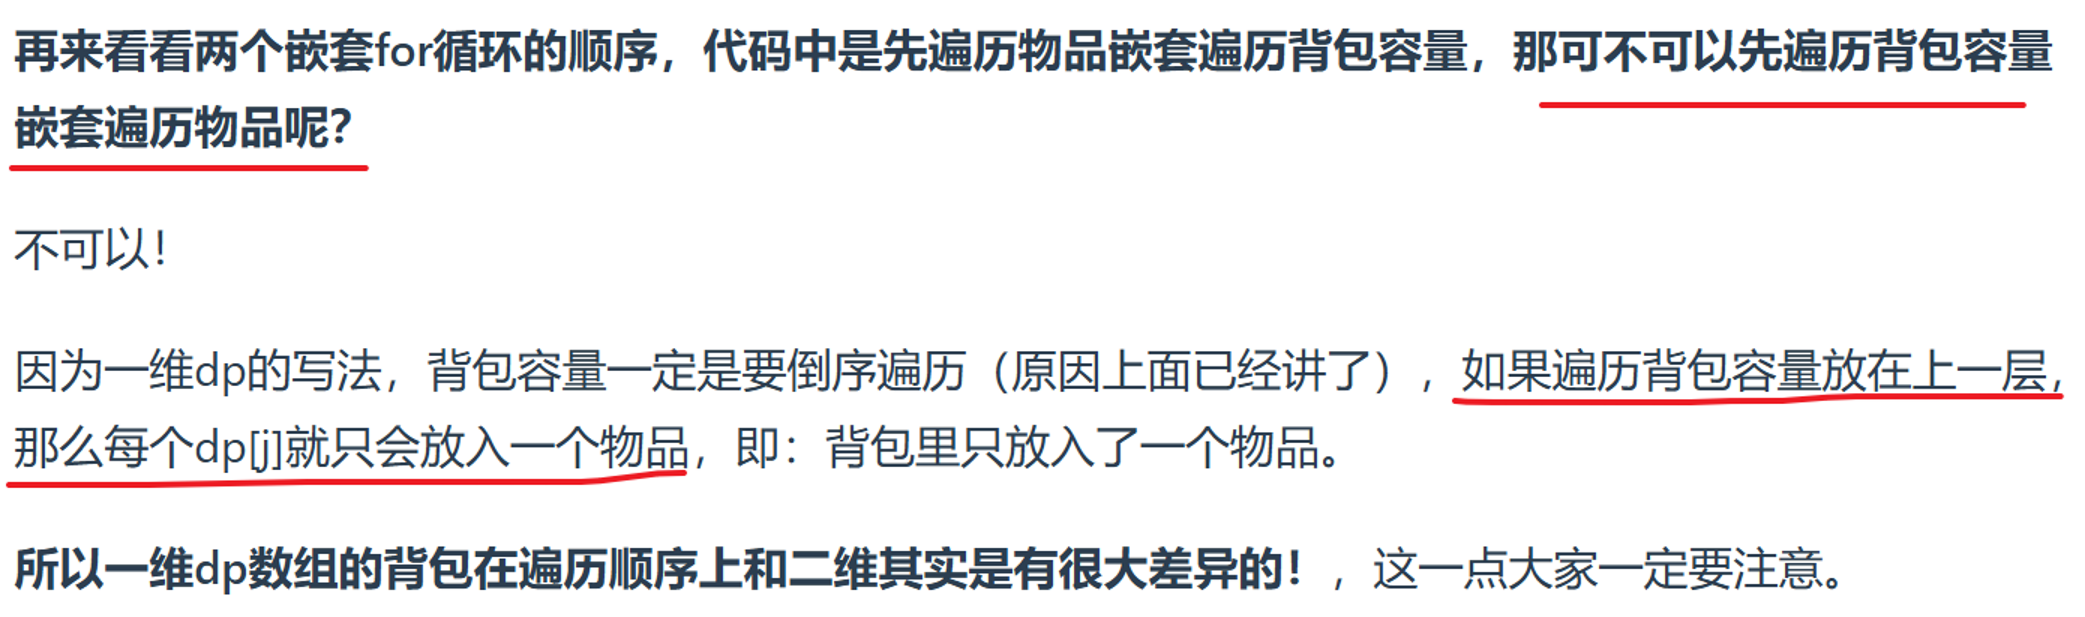 再来看看两个嵌套for循环的顺序，代码中是先遍历物品嵌套遍历背包容量，那可不可以先遍历背包容量
嵌套遍历物品呢？
不可以！
因为一维dp的写法，背包容量一定是要倒序遍历（原因上面已经讲了），如果遍历背包容量放在上一层，
那么每个dp[j]就只会放入一个物品，即：背包里只放入了一个物品。
所以一维dp数组的背包在遍历顺序上和二维其实是有很大差异的！，这一点大家一定要注意。